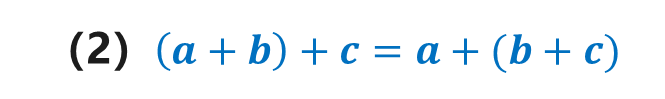 (2) (a + b) + c = a + (b + c)